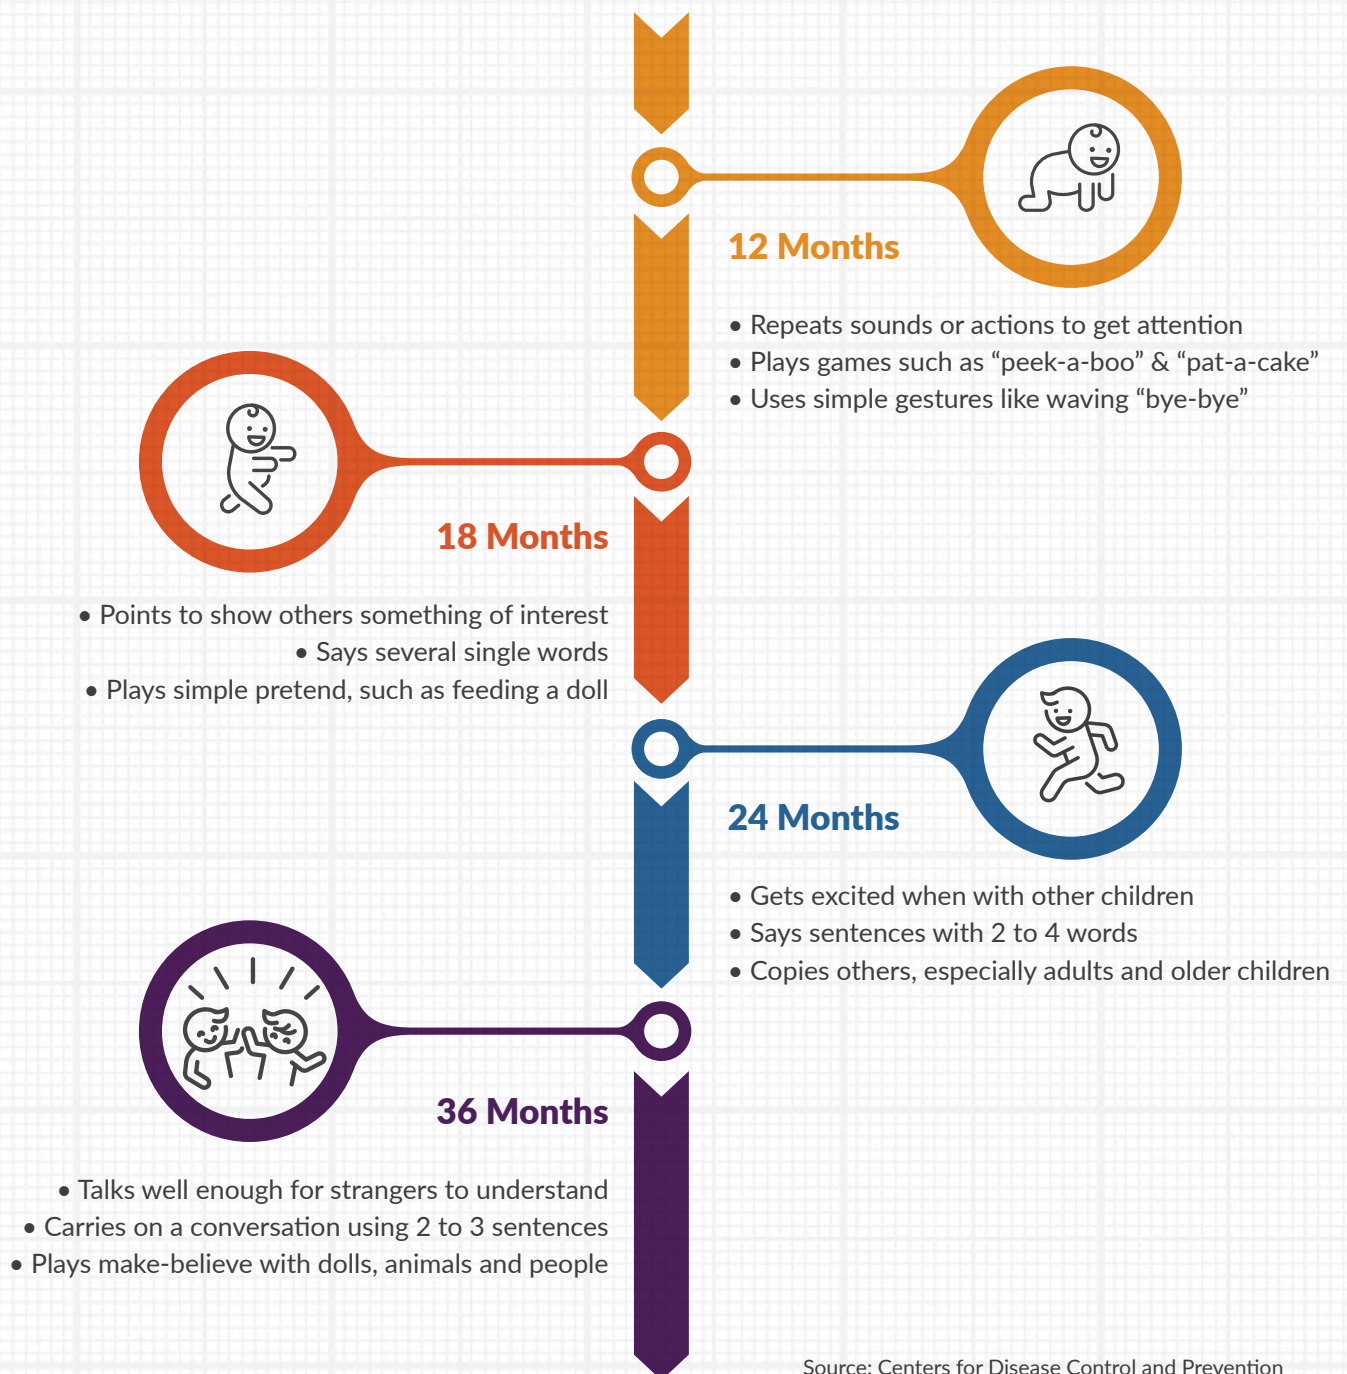 12 Months
• Repeats sounds or actions to get attention
• Plays games such as “peek-a-boo” & “pat-a-cake”
• Uses simple gestures like waving “bye-bye”
18 Months
• Points to show others something of interest
• Says several single words
• Plays simple pretend, such as feeding a doll
24 Months
• Gets excited when with other children
• Says sentences with 2 to 4 words
• Copies others, especially adults and older children
36 Months
• Talks well enough for strangers to understand
• Carries on a conversation using 2 to 3 sentences
• Plays make-believe with dolls, animals and people
Source: Centers for Disease Control and Prevention